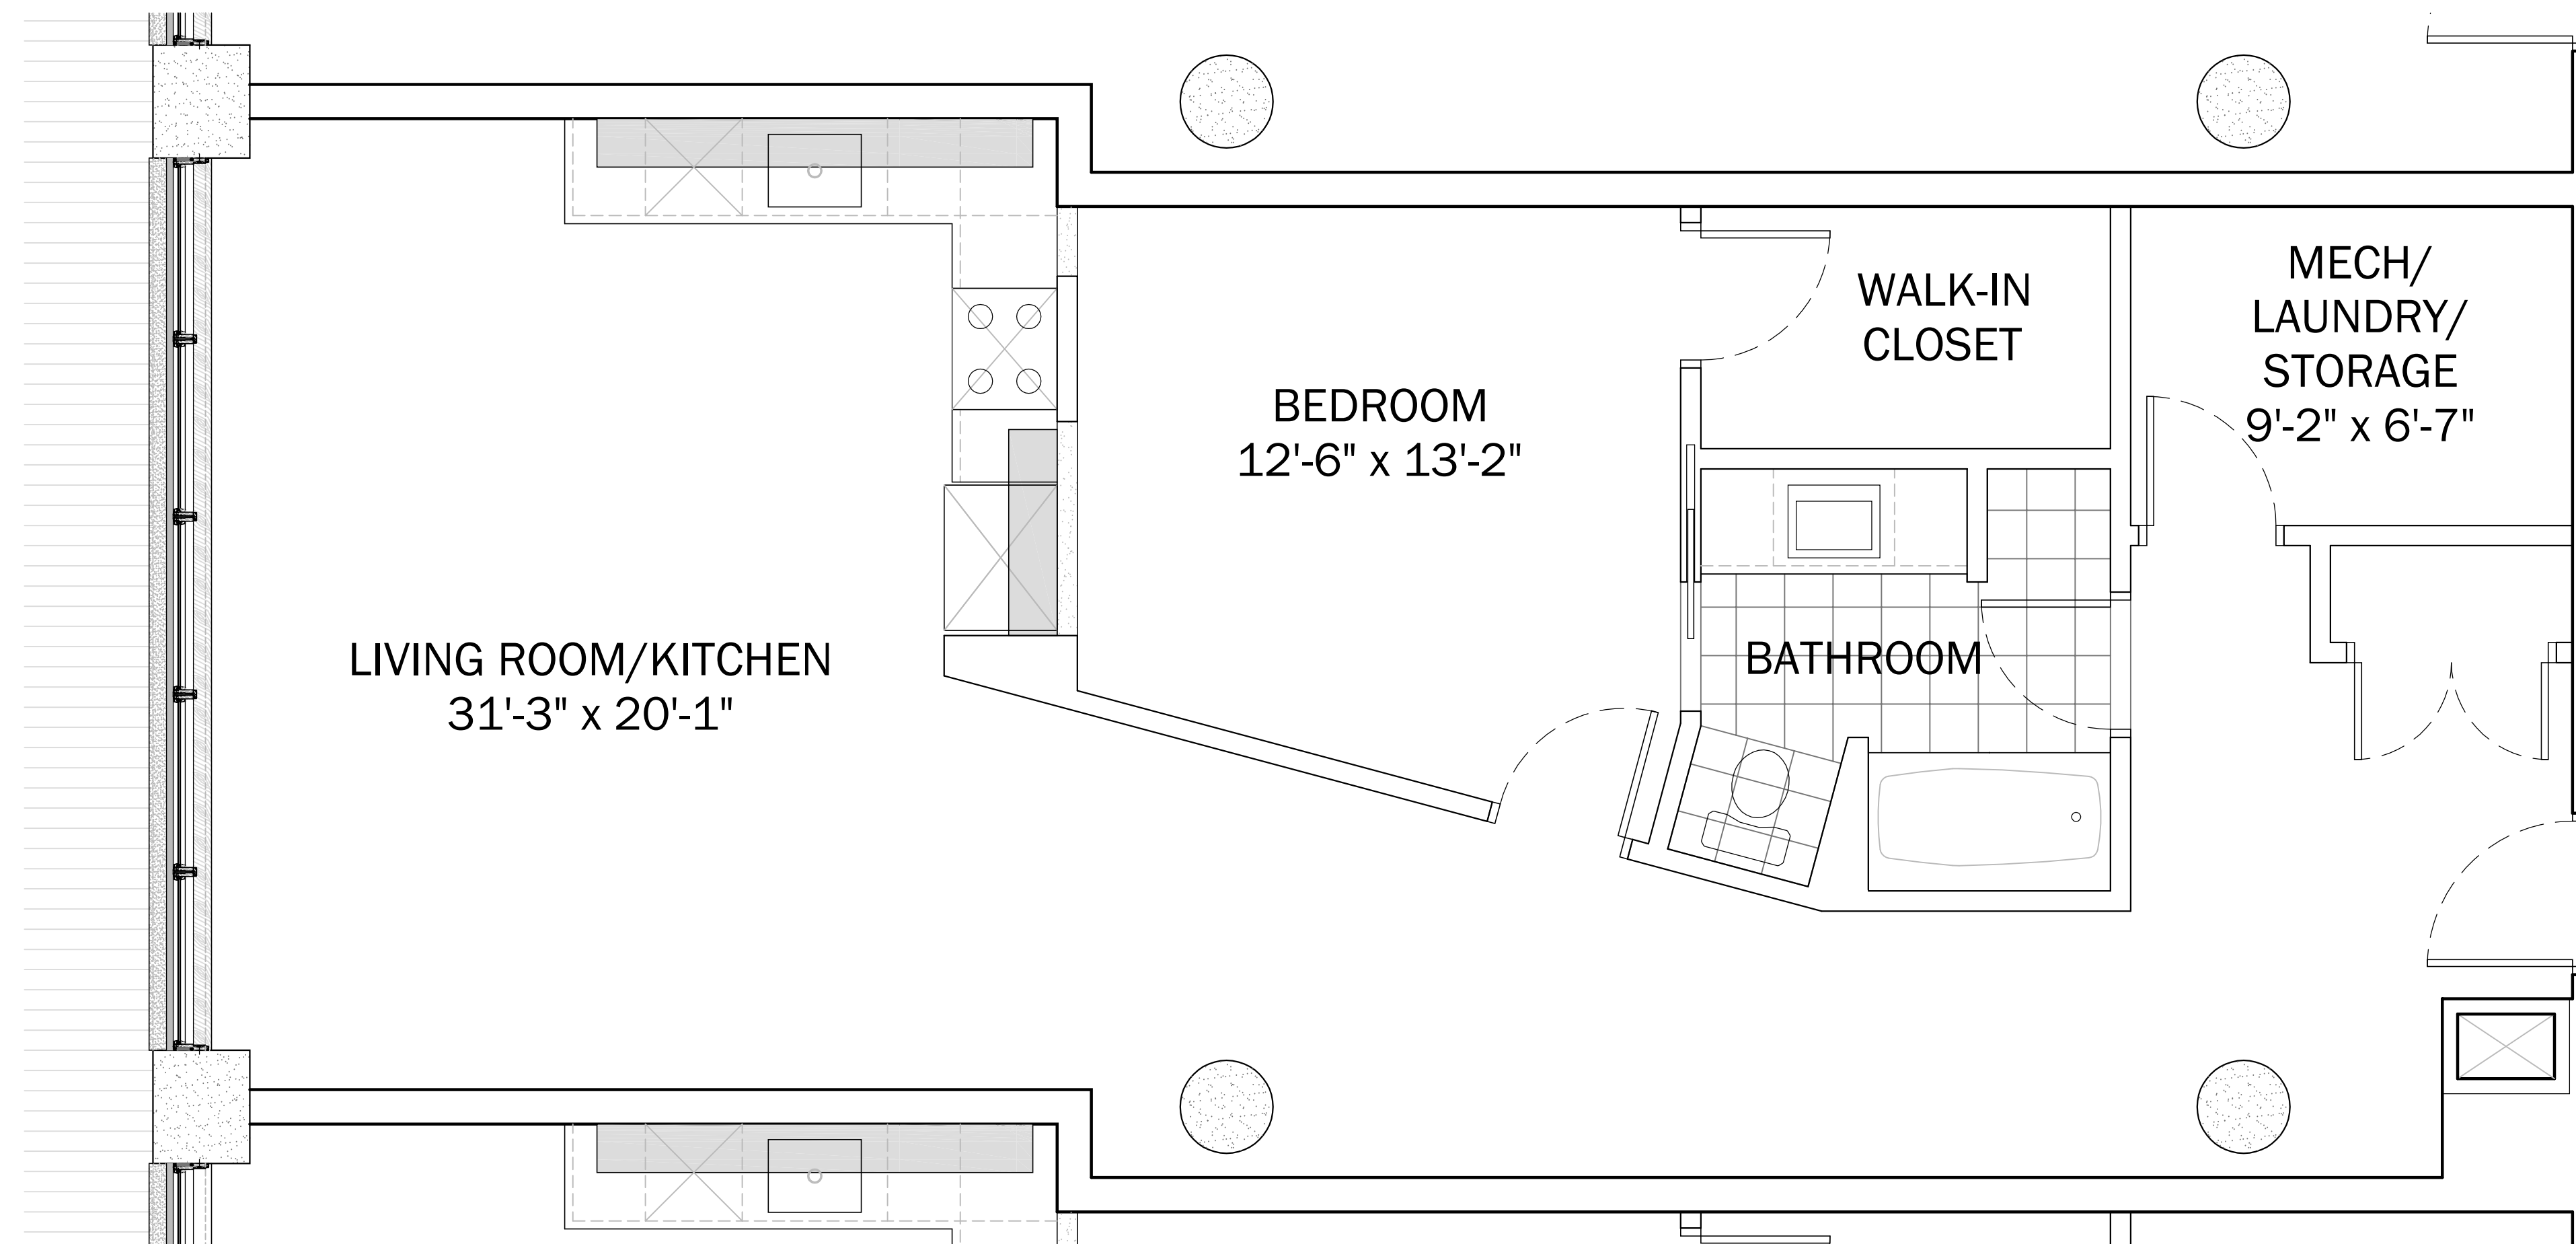 LIVING ROOM/KITCHEN
31'-3" x 20'-1"
BEDROOM
12'-6" x 13'-2"
WALK-IN
CLOSET
BATHROOM
MECH/
LAUNDRY/
STORAGE
9'-2" x 6'-7"